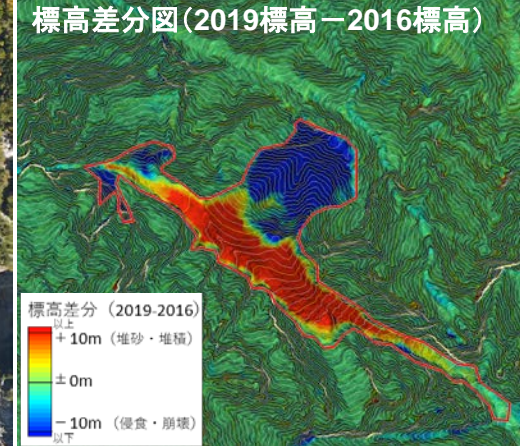 標高差分図（2019標高－2016標高）
標高差分（2019-2016）
以上
＋10m（堆砂・堆積）
±0m
－10m（侵食・崩壊）
以下